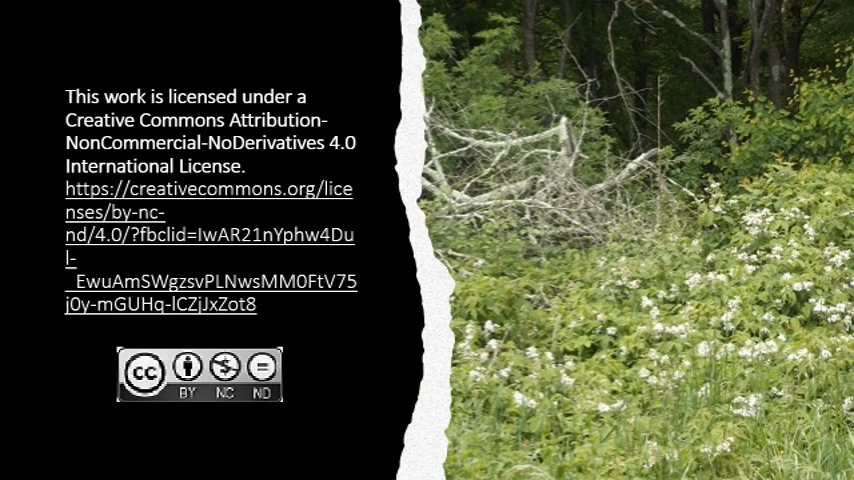 This work is licensed under a
Creative Commons Attribution-
NonCommercial-NoDerivatives 4.0
International License.
https://creativecommons.org/lice
nses/by-nc-
nd/4.0/?fbclid=IwAR21nYphw4Du
l-
_EwuAmSWgzsvPLNwsMM0FtV75
j0y-mGUHq-lCZjJxZot8
cc
BY NC ND